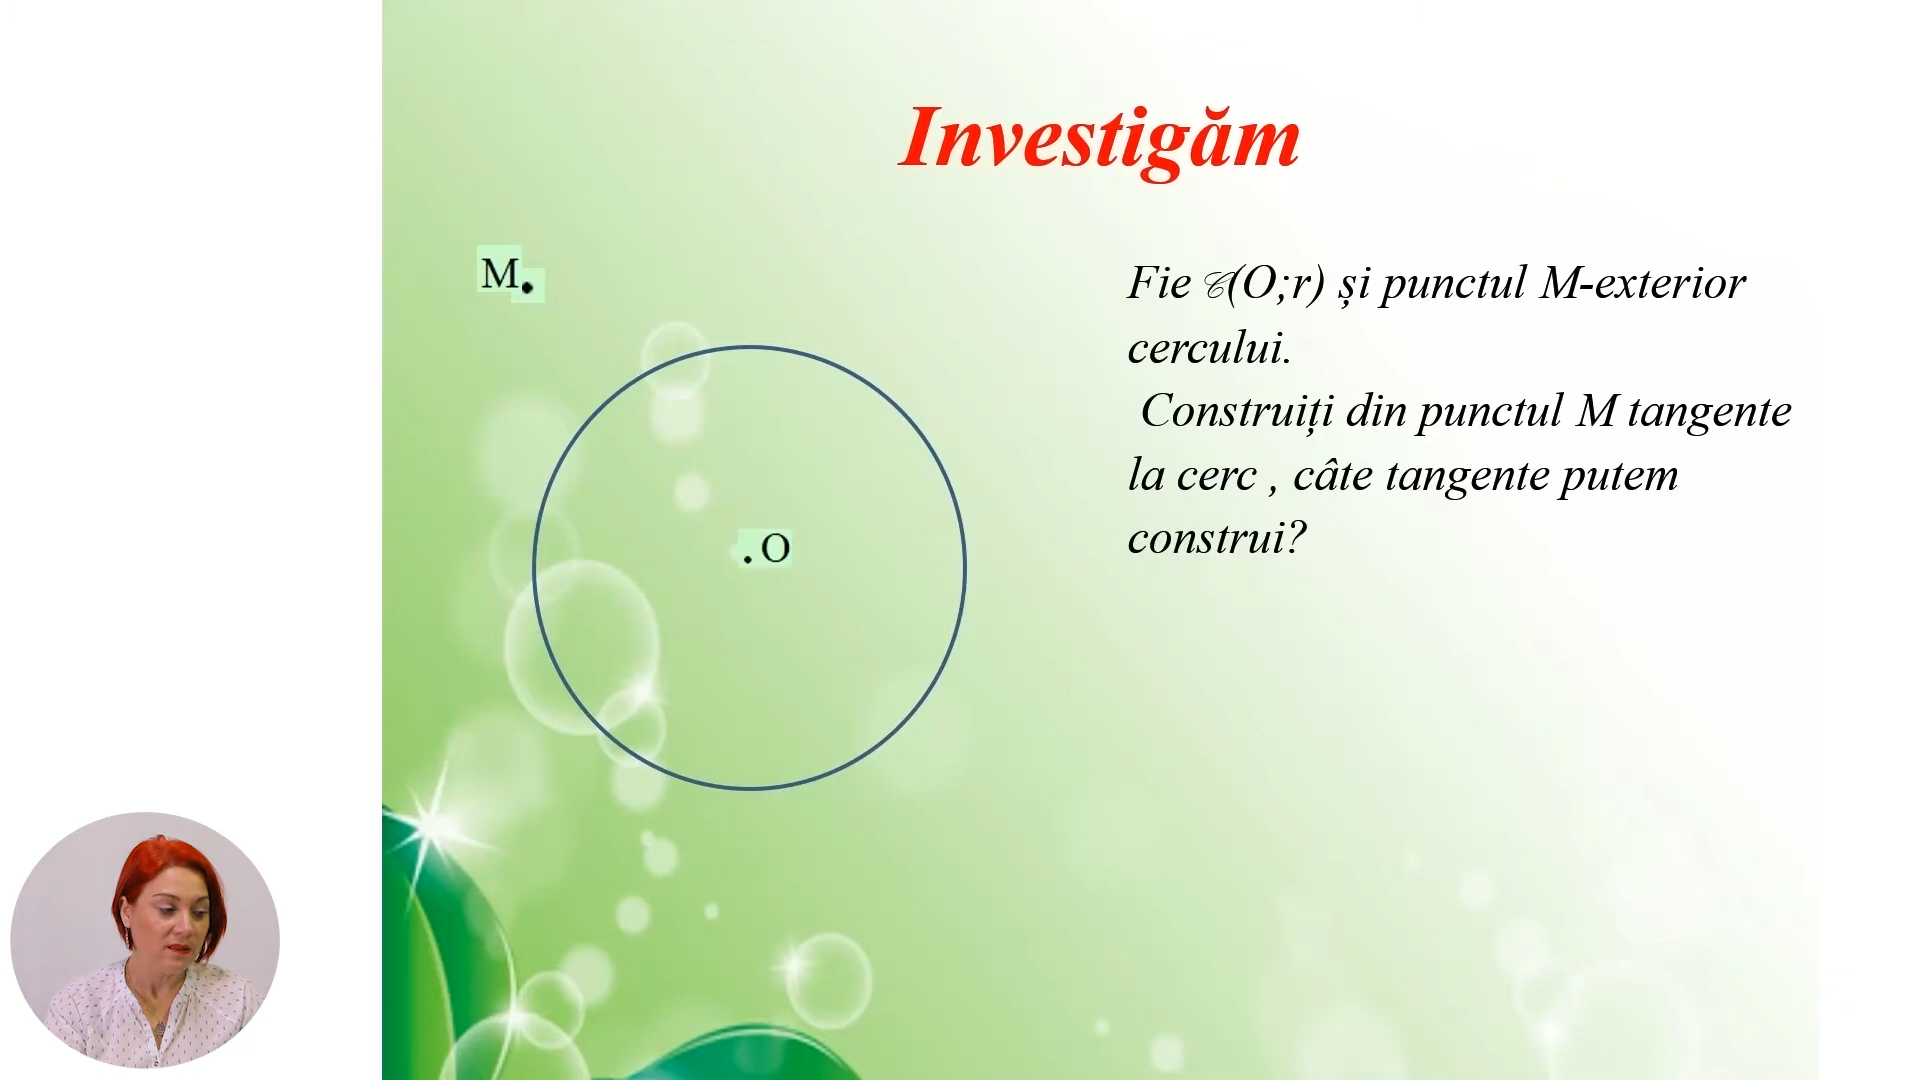 Investigăm
M.
Fie 𝒞(O;r) și punctul M-exterior
cercului.
Construiți din punctul M tangente
la cerc , câte tangente putem
construi?
. O